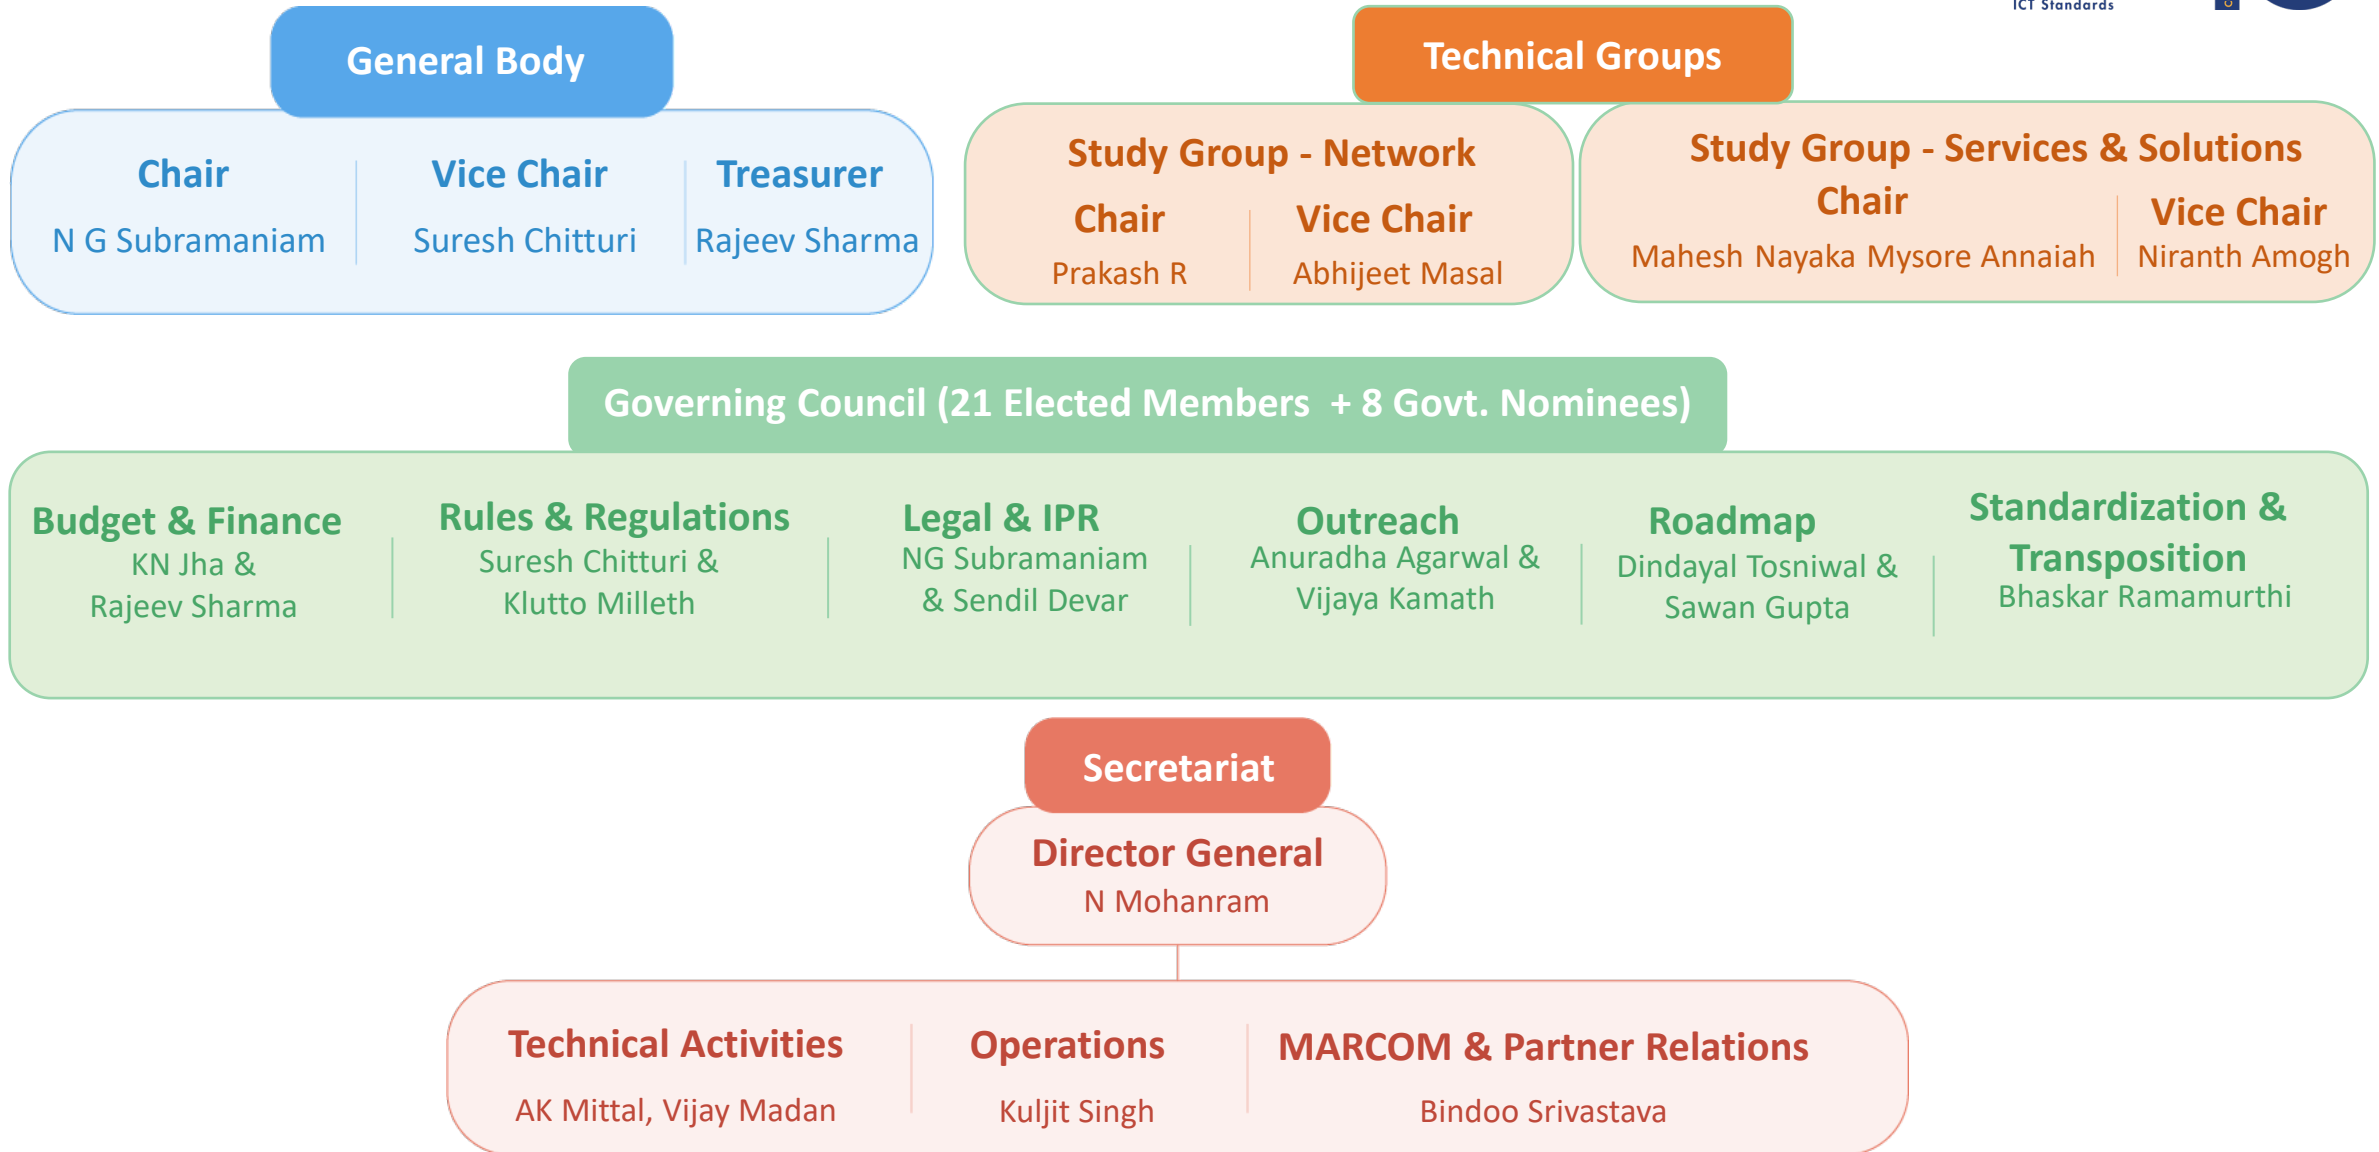 ICT Standards
General Body
Chair
N G Subramaniam
Vice Chair
Suresh Chitturi
Treasurer
Rajeev Sharma
Technical Groups
Study Group - Network
Chair
Prakash R
Vice Chair
Abhijeet Masal
Study Group - Services & Solutions
Chair
Mahesh Nayaka Mysore Annaiah
Vice Chair
Niranth Amogh
Governing Council (21 Elected Members + 8 Govt. Nominees)
Budget & Finance
KN Jha &
Rajeev Sharma
Rules & Regulations
Suresh Chitturi &
Klutto Milleth
Legal & IPR
NG Subramaniam
& Sendil Devar
Outreach
Anuradha Agarwal &
Vijaya Kamath
Roadmap
Dindayal Tosniwal &
Sawan Gupta
Standardization &
Transposition
Bhaskar Ramamurthi
Secretariat
Director General
N Mohanram
Technical Activities
AK Mittal, Vijay Madan
Operations
Kuljit Singh
MARCOM & Partner Relations
Bindoo Srivastava